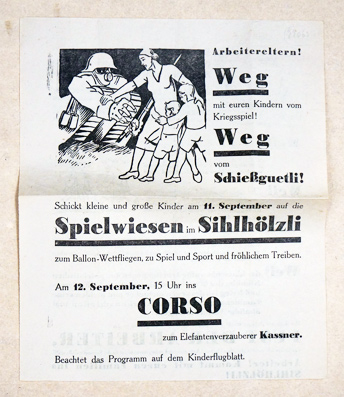 Arbeitereltern!
Weg
mit euren Kindern vom
Kriegsspiel!
Weg
vom
Schießguetli!
Schickt kleine und große Kinder am 11. September auf die
Spielwiesen im Sihlhölzli
zum Ballon-Wettfliegen, zu Spiel und Sport und fröhlichem Treiben.
Am 12. September, 15 Uhr ins
CORSO
zum Elefantenverzauberer Kassner.
Beachtet das Programm auf dem Kinderflugblatt.